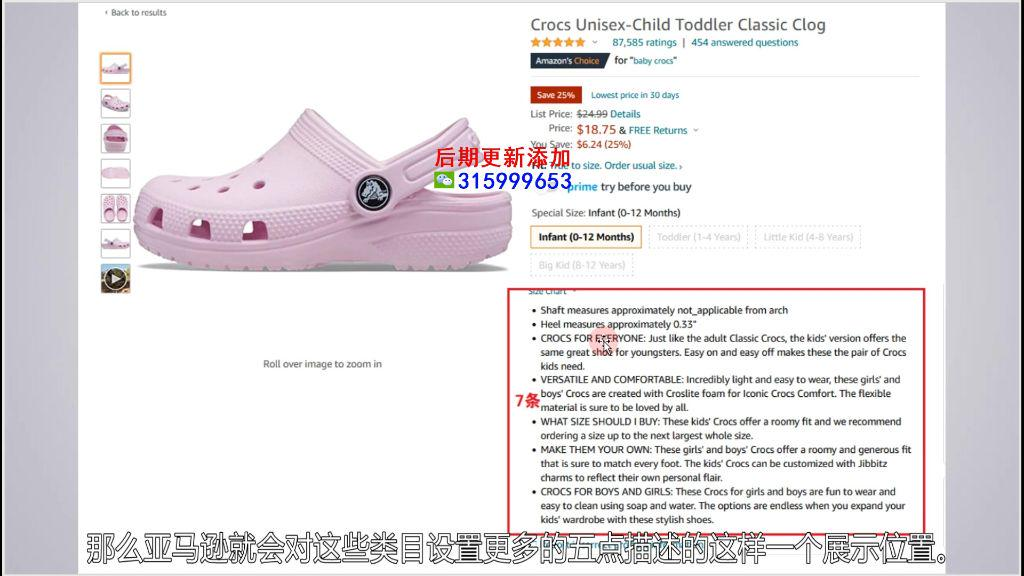 ‹ Back to results
Crocs Unisex-Child Toddler Classic Clog
87,585 ratings | 454 answered questions
Amazon's Choice for "baby crocs"
Save 25% Lowest price in 30 days
List Price: $24.99 Details
Price: $18.75 & FREE Returns
You Save: $6.24 (25%)
后期更新添加
to size. Order usual size. ›
315999653
prime try before you buy
Special Size: Infant (0-12 Months)
Infant (0-12 Months) Toddler (1-4 Years) Little Kid (4-8 Years)
Big Kid (8-12 Years)
Size Chart
• Shaft measures approximately not_applicable from arch
• Heel measures approximately 0.33"
• CROCS FOR EVERYONE: Just like the adult Classic Crocs, the kids' version offers the
same great shoe for youngsters. Easy on and easy off makes these the pair of Crocs
kids need.
• VERSATILE AND COMFORTABLE: Incredibly light and easy to wear, these girls' and
boys' Crocs are created with Croslite foam for Iconic Crocs Comfort. The flexible
material is sure to be loved by all.
7条
• WHAT SIZE SHOULD I BUY: These kids' Crocs offer a roomy fit and we recommend
ordering a size up to the next largest whole size.
• MAKE THEM YOUR OWN: These girls' and boys' Crocs offer a roomy and generous fit
that is sure to match every foot. The kids' Crocs can be customized with Jibbitz
charms to reflect their own personal flair.
• CROCS FOR BOYS AND GIRLS: These Crocs for girls and boys are fun to wear and
easy to clean using soap and water. The options are endless when you expand your
kids' wardrobe with these stylish shoes.
Roll over image to zoom in
那么亚马逊就会对这些类目设置更多的五点描述的这样一个展示位置。